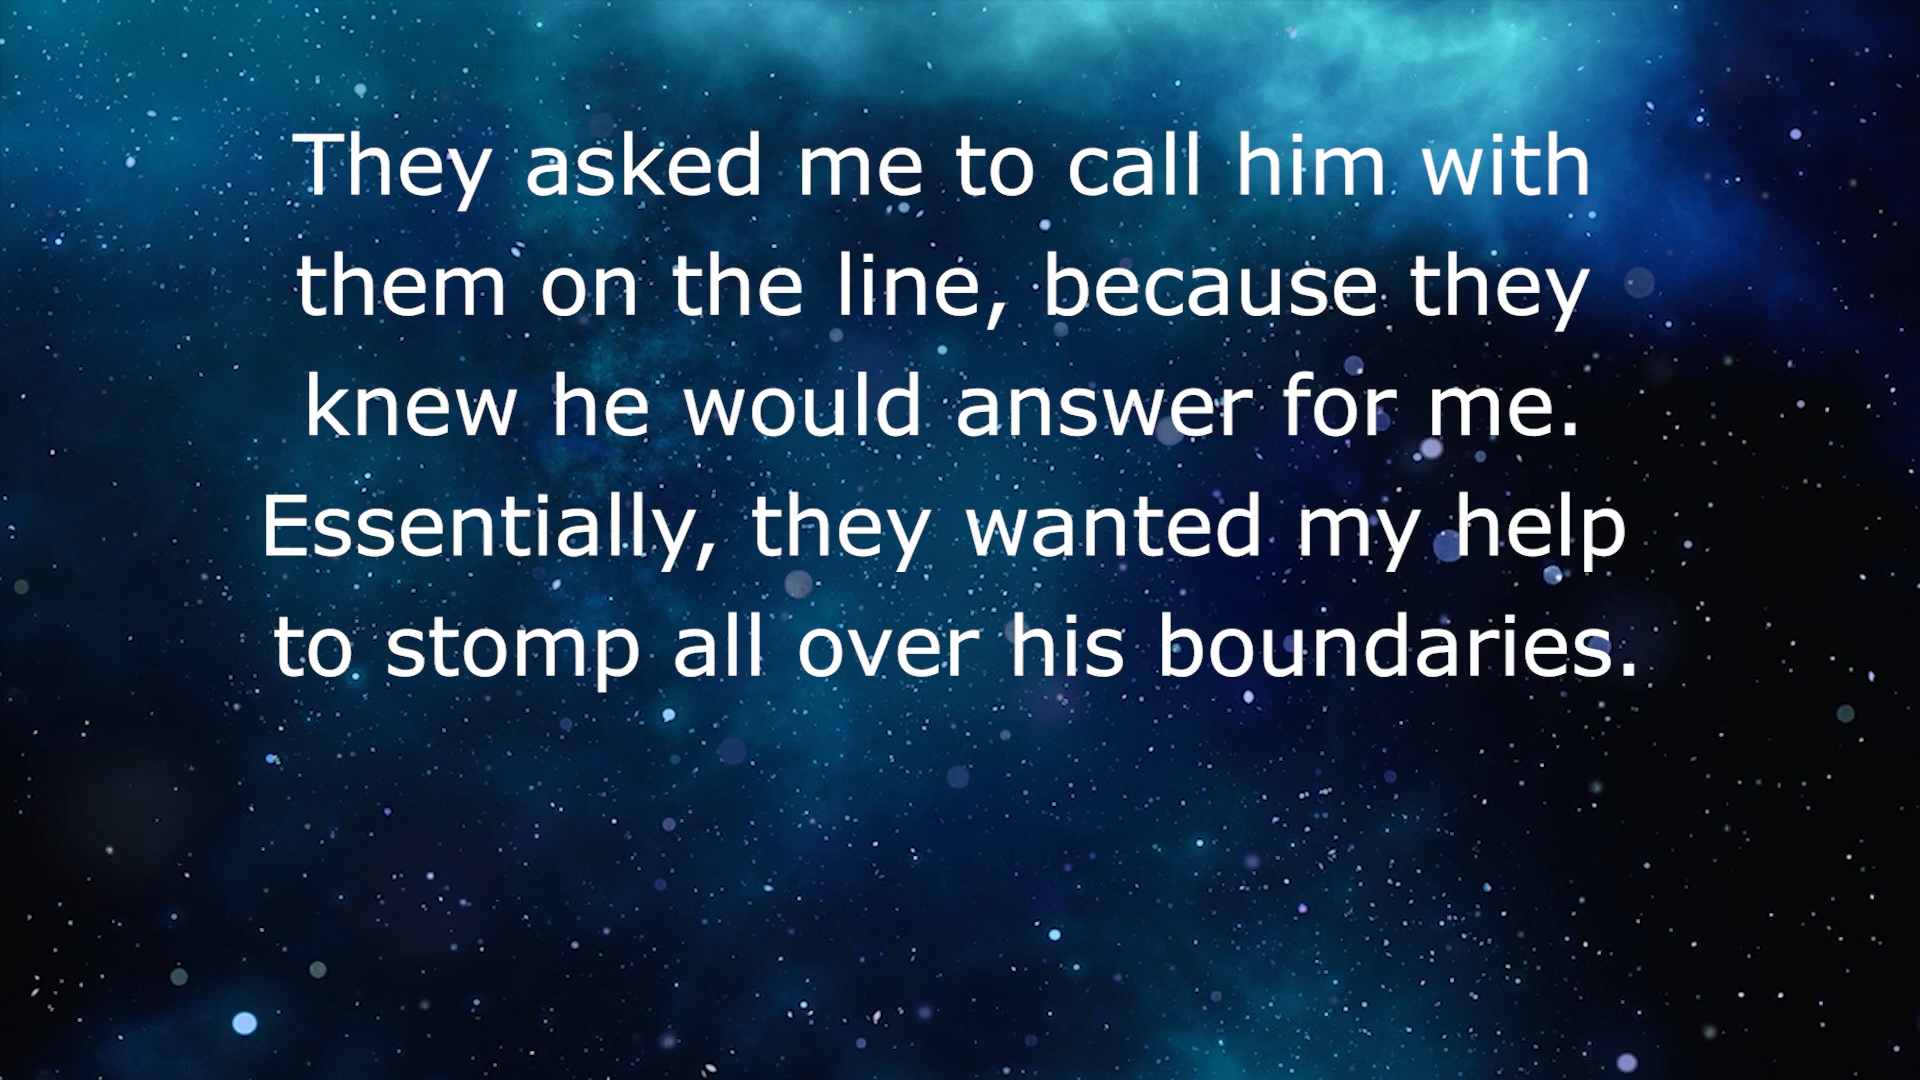 They asked me to call him with
them on the line, because they
knew he would answer for me.
Essentially, they wanted my help
to stomp all over his boundaries.